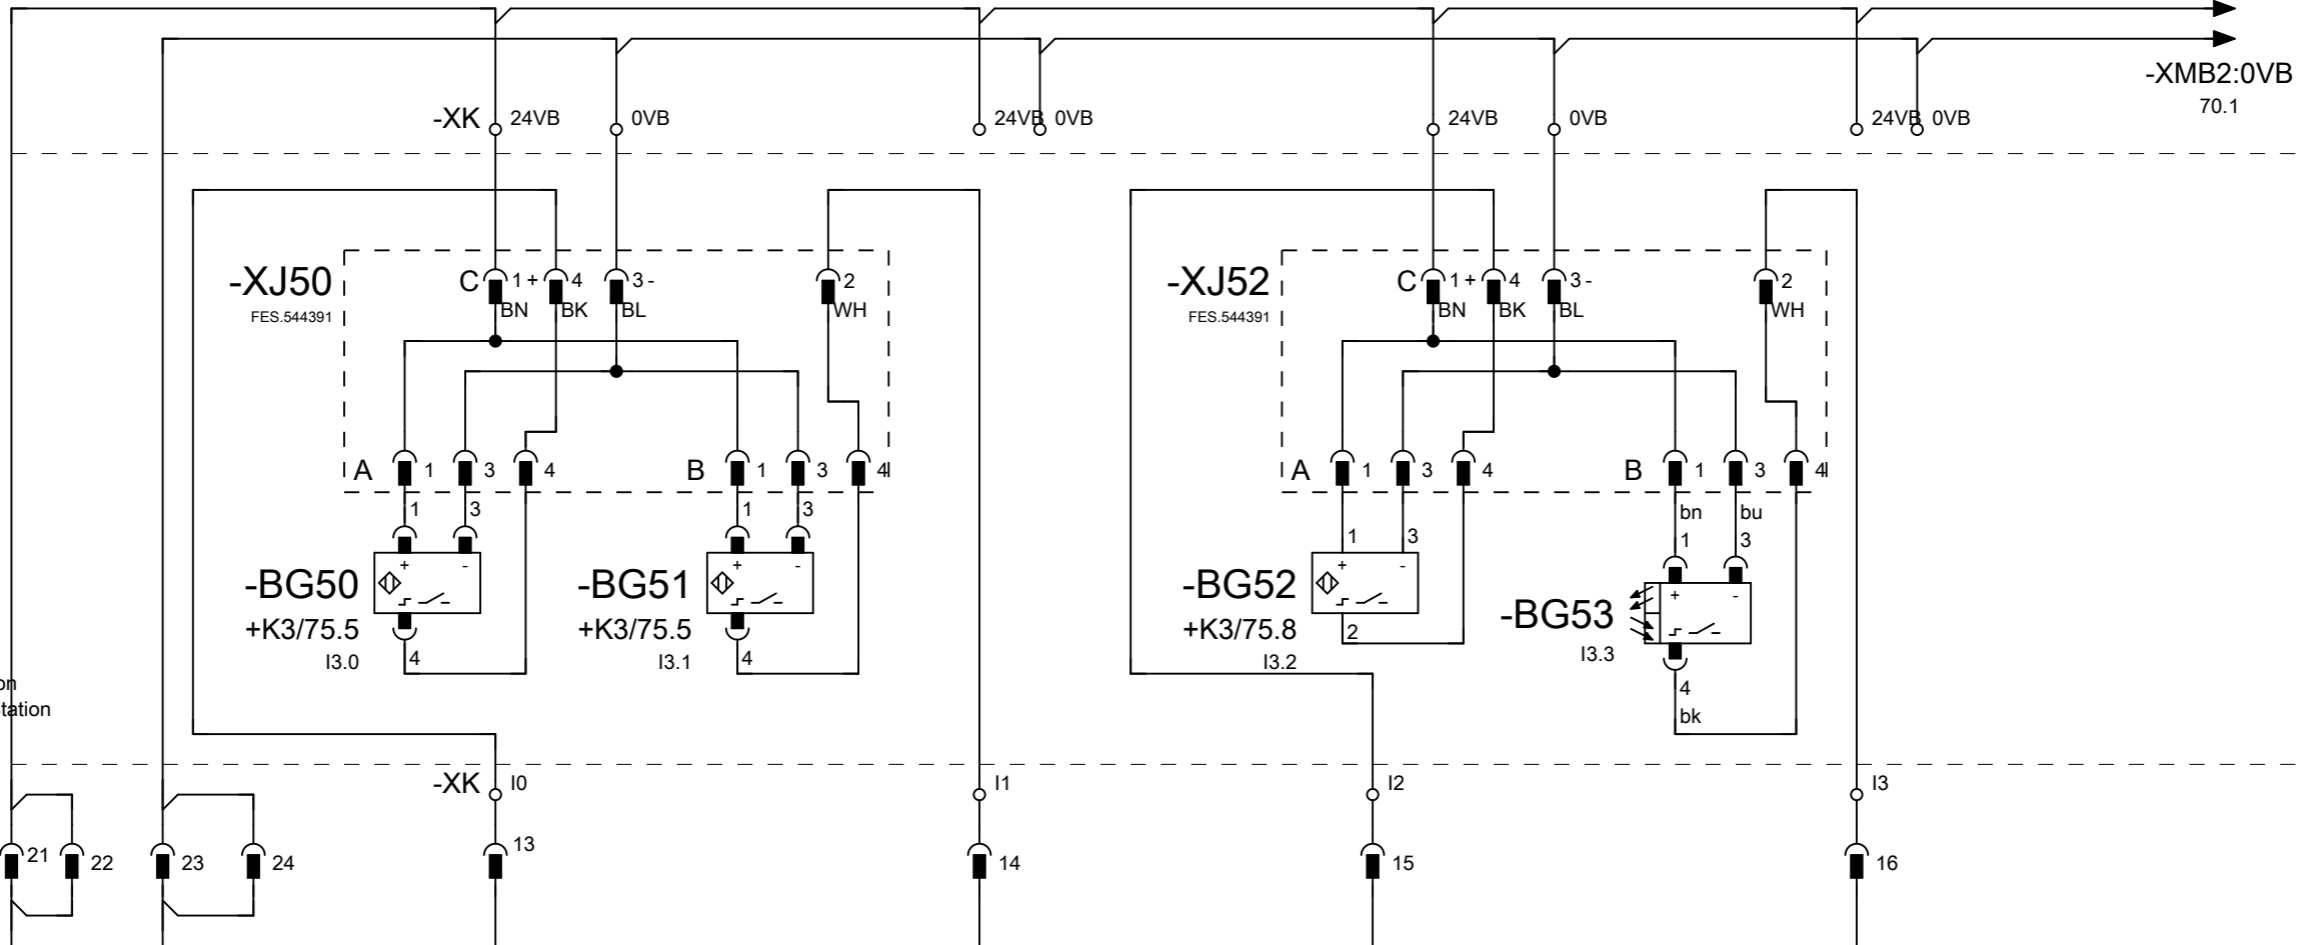 -XMB2:0VB
70.1
-XK 24VB 0VB 24VB 0VB 24VB 0VB 24VB 0VB
-XJ50 C 1 + 4 3 - 2 -XJ52 C 1 + 4 3 - 2
FES.544391 BN BK BL WH FES.544391 BN BK BL WH
A 1 3 4 B 1 3 4 A 1 3 4 B 1 3 4
1 3 1 3 bn bu
1 3 1 3
+ - + - + -
-BG50 -BG51 -BG52 + -
-BG53
+K3/75.5 +K3/75.5 +K3/75.8 2
I3.0 4 I3.1 4 I3.2 I3.3
4
tation bk
-XK I0 I1 I2 I3
13
21 22 23 24 14 15 16